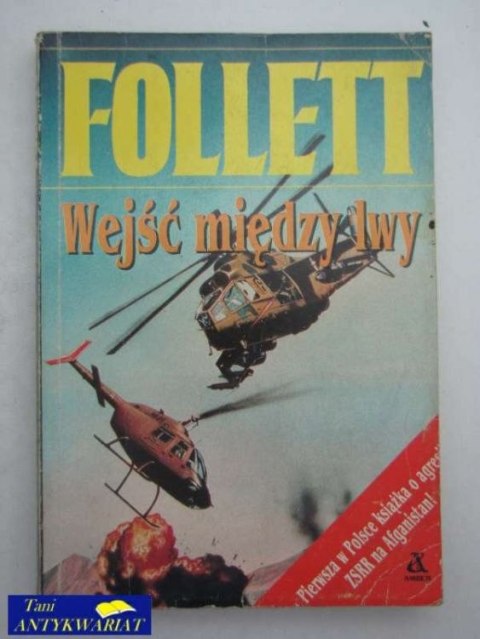 FOLLETT
Wejść między lwy
Pierwsza w Polsce książka o agresji
ZSRR na Afganistan!
AMBER
Tani
ANTYKWARIAT